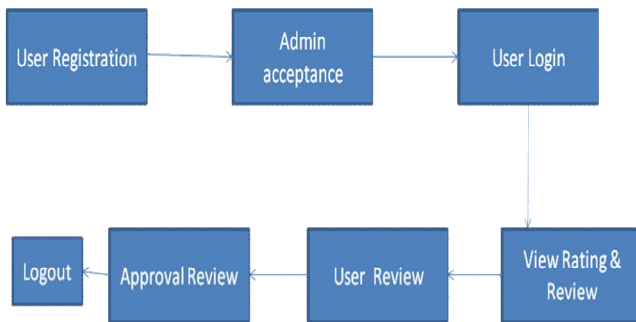 User Registration
Admin
acceptance
User Login
View Rating &
Review
User Review
Approval Review
Logout